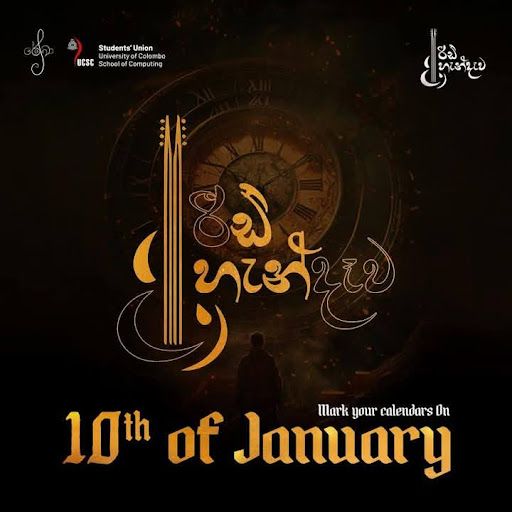 Students' Union
University of Colombo
School of Computing
UCSC
රීඩ්
හැන්දෑව
රීඩ්
හැන්දෑව
Mark your calendars On
10th of January